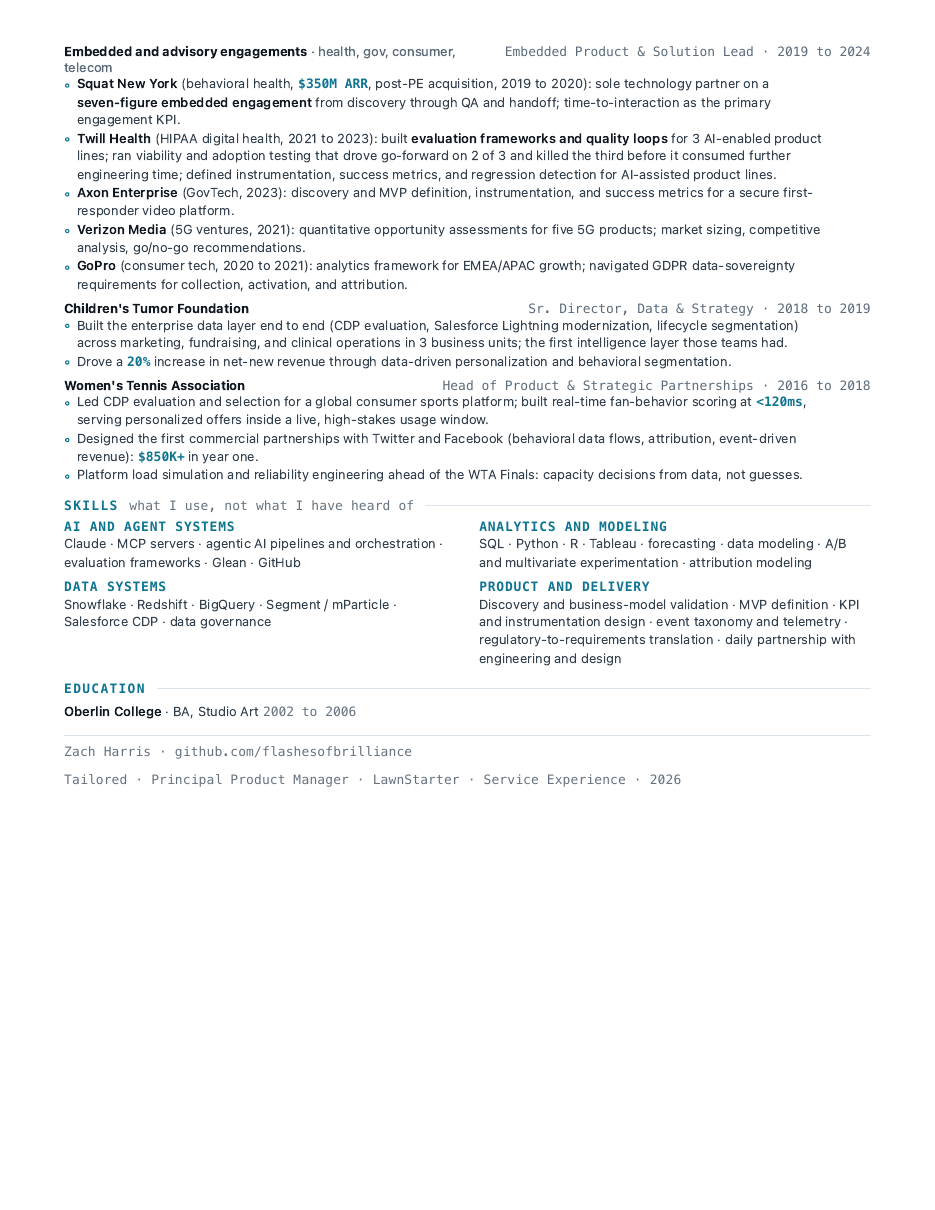 Embedded and advisory engagements · health, gov, consumer, telecom
Embedded Product & Solution Lead · 2019 to 2024
Squat New York (behavioral health, $350M ARR, post-PE acquisition, 2019 to 2020): sole technology partner on a
seven-figure embedded engagement from discovery through QA and handoff; time-to-interaction as the primary
engagement KPI.
Twill Health (HIPAA digital health, 2021 to 2023): built evaluation frameworks and quality loops for 3 AI-enabled product
lines; ran viability and adoption testing that drove go-forward on 2 of 3 and killed the third before it consumed further
engineering time; defined instrumentation, success metrics, and regression detection for AI-assisted product lines.
Axon Enterprise (GovTech, 2023): discovery and MVP definition, instrumentation, and success metrics for a secure first-
responder video platform.
Verizon Media (5G ventures, 2021): quantitative opportunity assessments for five 5G products; market sizing, competitive
analysis, go/no-go recommendations.
GoPro (consumer tech, 2020 to 2021): analytics framework for EMEA/APAC growth; navigated GDPR data-sovereignty
requirements for collection, activation, and attribution.
Children's Tumor Foundation
Sr. Director, Data & Strategy · 2018 to 2019
Built the enterprise data layer end to end (CDP evaluation, Salesforce Lightning modernization, lifecycle segmentation)
across marketing, fundraising, and clinical operations in 3 business units; the first intelligence layer those teams had.
Drove a 20% increase in net-new revenue through data-driven personalization and behavioral segmentation.
Women's Tennis Association
Head of Product & Strategic Partnerships · 2016 to 2018
Led CDP evaluation and selection for a global consumer sports platform; built real-time fan-behavior scoring at <120ms,
serving personalized offers inside a live, high-stakes usage window.
Designed the first commercial partnerships with Twitter and Facebook (behavioral data flows, attribution, event-driven
revenue): $850K+ in year one.
Platform load simulation and reliability engineering ahead of the WTA Finals: capacity decisions from data, not guesses.
SKILLS what I use, not what I have heard of
AI AND AGENT SYSTEMS
Claude · MCP servers · agentic AI pipelines and orchestration ·
evaluation frameworks · Glean · GitHub
ANALYTICS AND MODELING
SQL · Python · R · Tableau · forecasting · data modeling · A/B
and multivariate experimentation · attribution modeling
DATA SYSTEMS
Snowflake · Redshift · BigQuery · Segment / mParticle ·
Salesforce CDP · data governance
PRODUCT AND DELIVERY
Discovery and business-model validation · MVP definition · KPI
and instrumentation design · event taxonomy and telemetry ·
regulatory-to-requirements translation · daily partnership with
engineering and design
EDUCATION
Oberlin College · BA, Studio Art 2002 to 2006
Zach Harris · github.com/flashesofbrilliance
Tailored · Principal Product Manager · LawnStarter · Service Experience · 2026